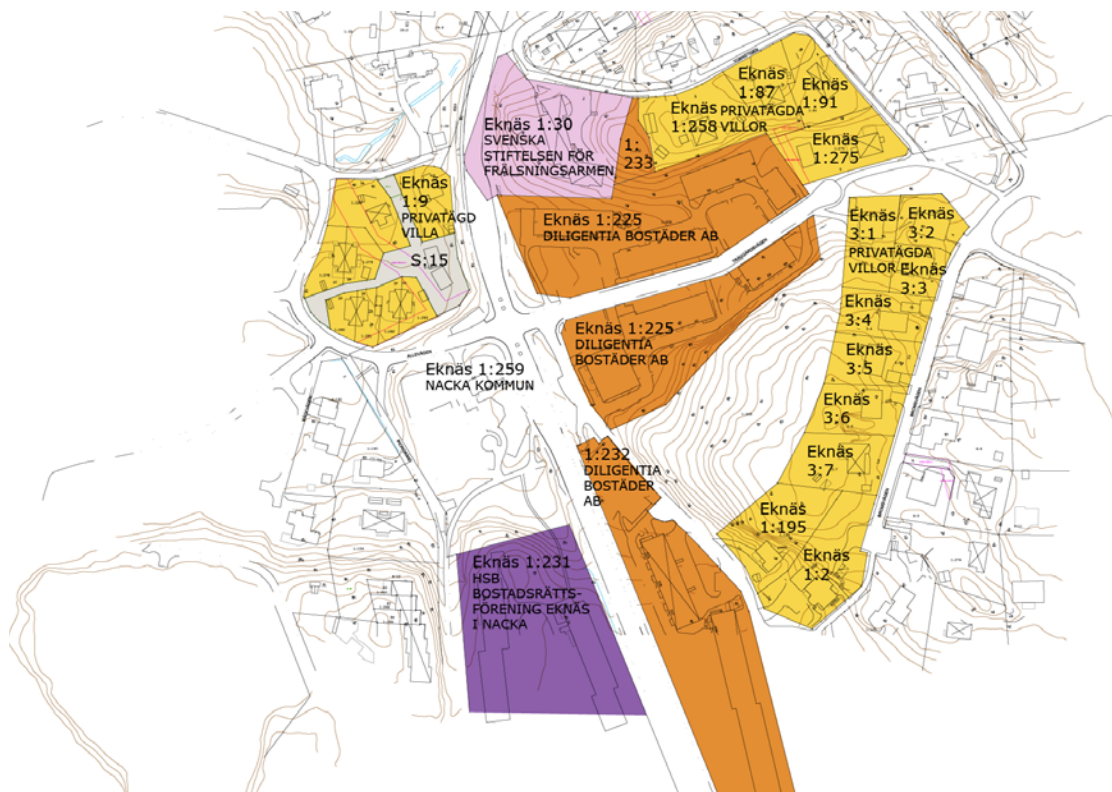 Eknäs 1:30
SVENSKA
STIFTELSEN FÖR
FRÄLSNINGSARMEN
1:
233
Eknäs
1:258
Eknäs
1:87
PRIVATÄGDA
VILLOR
Eknäs
1:91
Eknäs
1:275
Eknäs
1:9
PRIVATÄGD
VILLA
S:15
Eknäs 1:225
DILIGENTIA BOSTÄDER AB
Eknäs
3:1
Eknäs
3:2
PRIVATÄGDA
VILLOR
Eknäs
3:3
Eknäs
3:4
Eknäs
3:5
Eknäs
3:6
Eknäs
3:7
Eknäs
1:195
Eknäs
1:2
Eknäs 1:225
DILIGENTIA
BOSTÄDER AB
Eknäs 1:259
NACKA KOMMUN
1:232
DILIGENTIA
BOSTÄDER
AB
Eknäs 1:231
HSB
BOSTADSRÄTTS-
FÖRENING EKNÄS
I NACKA